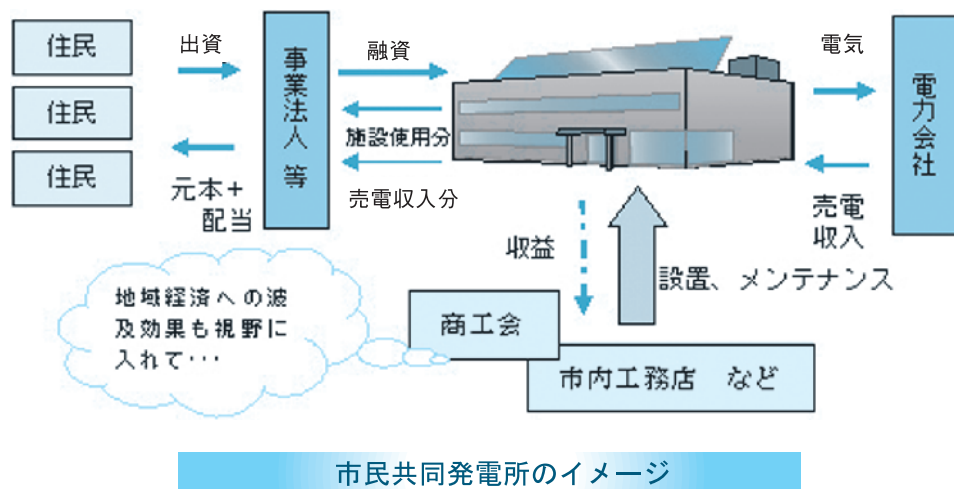 住民
住民
住民
出資
元本＋
配当
事業法人 等
融資
施設使用分
売電収入分
電気
売電
収入
電力会社
収益
設置、メンテナンス
地域経済への波
及効果も視野に
入れて･･･
商工会
市内工務店　など
市民共同発電所のイメージ